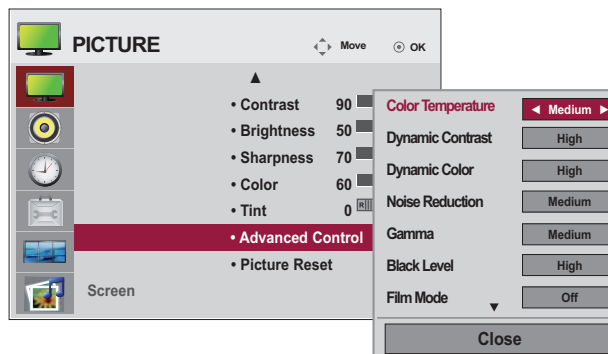 PICTURE
Move
OK
▲
• Contrast 90
• Brightness 50
• Sharpness 70
• Color 60
• Tint 0 R
• Advanced Control
• Picture Reset
Screen
Color Temperature ◀ Medium ▶
Dynamic Contrast High
Dynamic Color High
Noise Reduction Medium
Gamma Medium
Black Level High
Film Mode Off
▼
Close